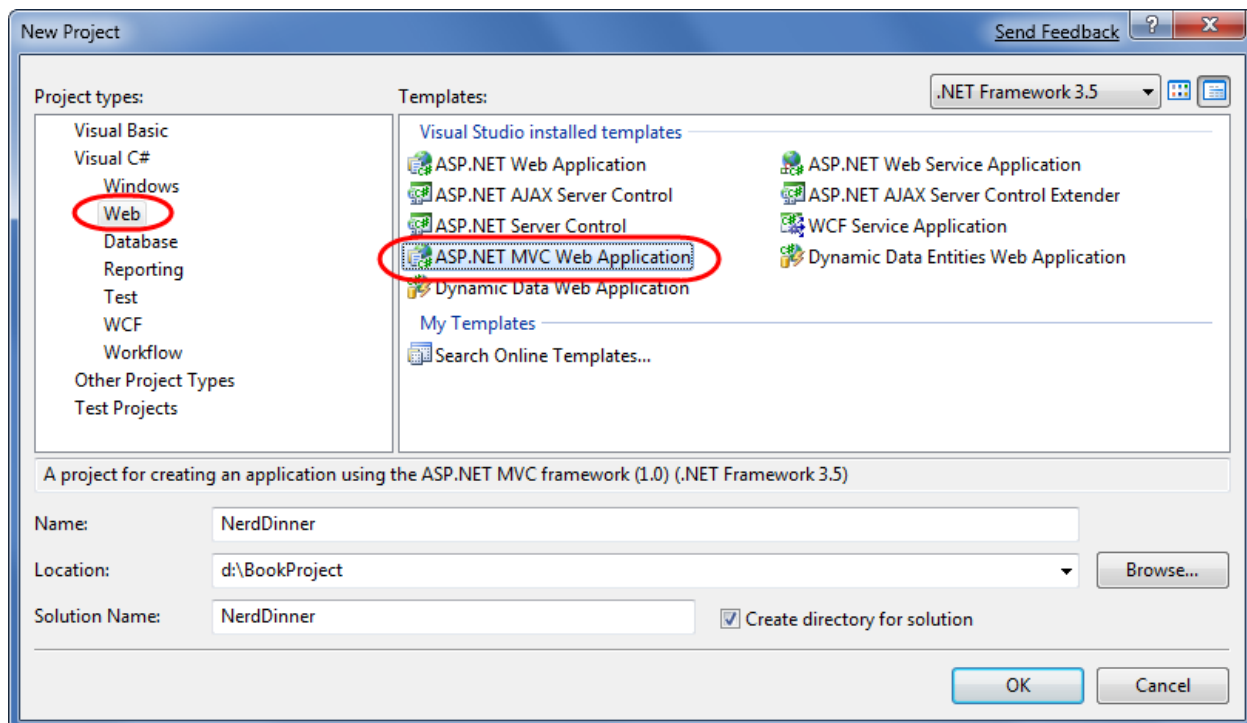 New Project
Send Feedback
?
X
Project types:
Templates:
.NET Framework 3.5
Visual Basic
Visual C#
Windows
Web
Database
Reporting
Test
WCF
Workflow
Other Project Types
Test Projects
Visual Studio installed templates
ASP.NET Web Application
ASP.NET Web Service Application
ASP.NET AJAX Server Control
ASP.NET AJAX Server Control Extender
ASP.NET Server Control
WCF Service Application
ASP.NET MVC Web Application
Dynamic Data Entities Web Application
Dynamic Data Web Application
My Templates
Search Online Templates...
A project for creating an application using the ASP.NET MVC framework (1.0) (.NET Framework 3.5)
Name:
NerdDinner
Location:
d:\BookProject
Browse...
Solution Name:
NerdDinner
Create directory for solution
OK
Cancel